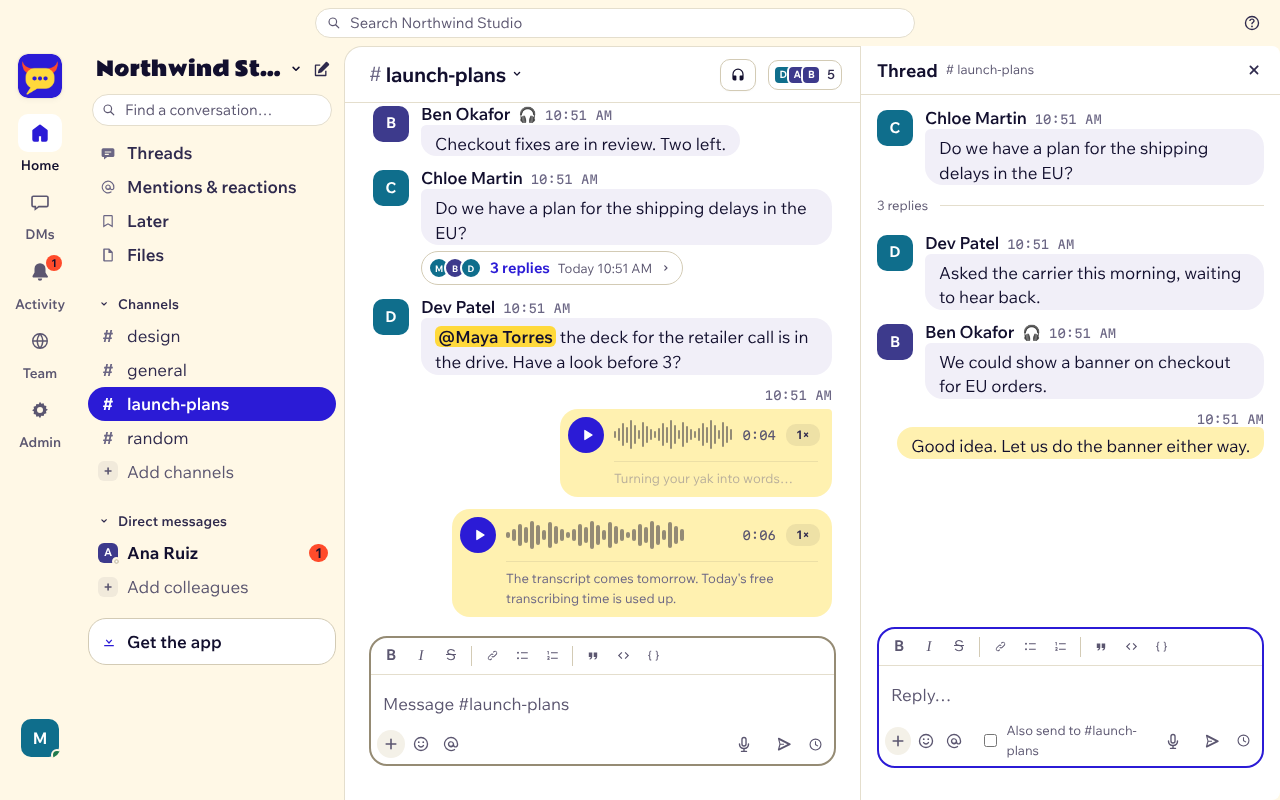 Search Northwind Studio
Northwind St...
Find a conversation...
Home
DMs
1
Activity
Team
Admin
M
Threads
Mentions & reactions
Later
Files
Channels
# design
# general
# launch-plans
# random
+ Add channels
Direct messages
A Ana Ruiz 1
+ Add colleagues
Get the app
# launch-plans
D A B 5
B
Ben Okafor 🎧 10:51 AM
Checkout fixes are in review. Two left.
C
Chloe Martin 10:51 AM
Do we have a plan for the shipping delays in the
EU?
M B D 3 replies Today 10:51 AM
D
Dev Patel 10:51 AM
@Maya Torres the deck for the retailer call is in
the drive. Have a look before 3?
10:51 AM
0:04 1×
Turning your yak into words...
0:06 1×
The transcript comes tomorrow. Today's free
transcribing time is used up.
B I S
Message #launch-plans
Thread # launch-plans
C
Chloe Martin 10:51 AM
Do we have a plan for the shipping
delays in the EU?
3 replies
D
Dev Patel 10:51 AM
Asked the carrier this morning, waiting
to hear back.
B
Ben Okafor 🎧 10:51 AM
We could show a banner on checkout
for EU orders.
10:51 AM
Good idea. Let us do the banner either way.
B I S
Reply...
Also send to #launch-
plans